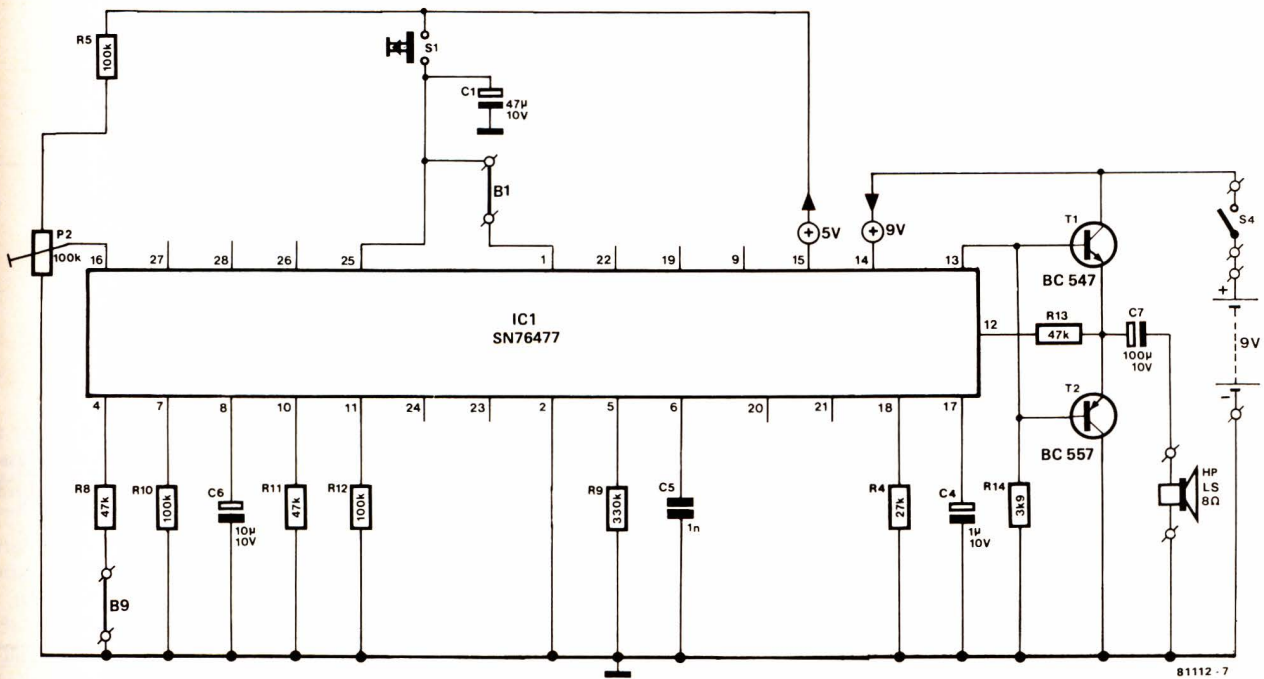 R5
100k
S1
C1
47µ
10V
B1
P2
100k
5V
9V
S4
T1
BC 547
16
27
28
26
25
1
22
19
9
15
14
13
IC1
SN76477
12
R13
47k
C7
100µ
10V
+
9V
−
T2
BC 557
4
7
8
10
11
24
23
2
5
6
20
21
18
17
R8
47k
R10
100k
C6
10µ
10V
R11
47k
R12
100k
R9
330k
C5
1n
R4
27k
C4
1µ
10V
R14
3k9
HP
LS
8Ω
B9
81112 - 7